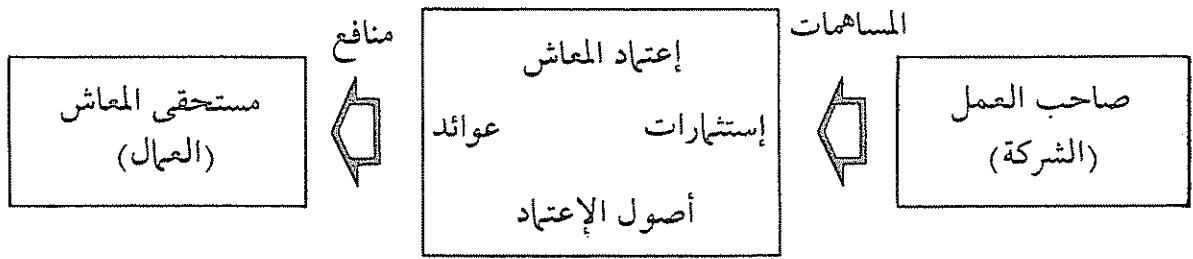 المساهمات
صاحب العمل
(الشركة)
إعتماد المعاش
إستثمارات
عوائد
أصول الإعتماد
منافع
مستحقى المعاش
(العمال)